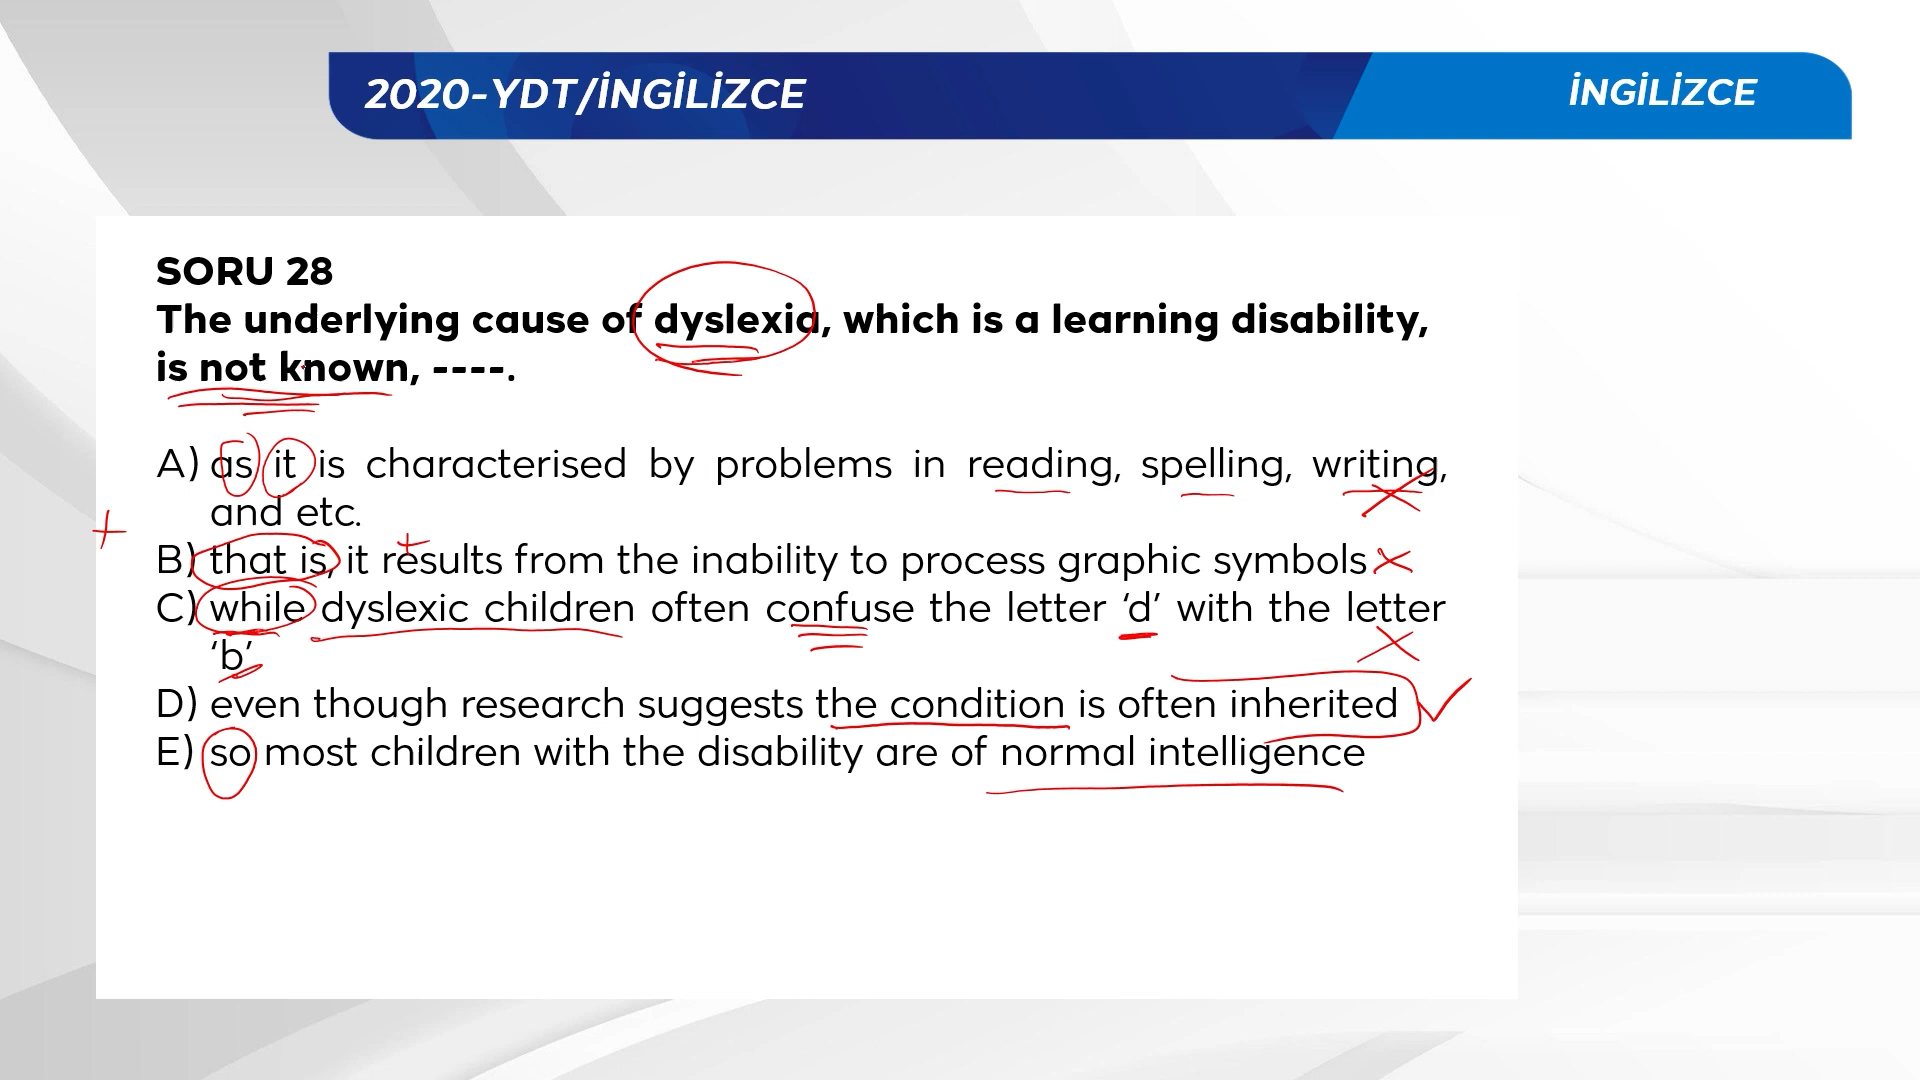 2020-YDT/İNGİLİZCE
İNGİLİZCE
SORU 28
The underlying cause of dyslexia, which is a learning disability,
is not known, ----.
A) as it is characterised by problems in reading, spelling, writing,
and etc.
B) that is, it results from the inability to process graphic symbols
C) while dyslexic children often confuse the letter ‘d’ with the letter
‘b’
D) even though research suggests the condition is often inherited
E) so most children with the disability are of normal intelligence